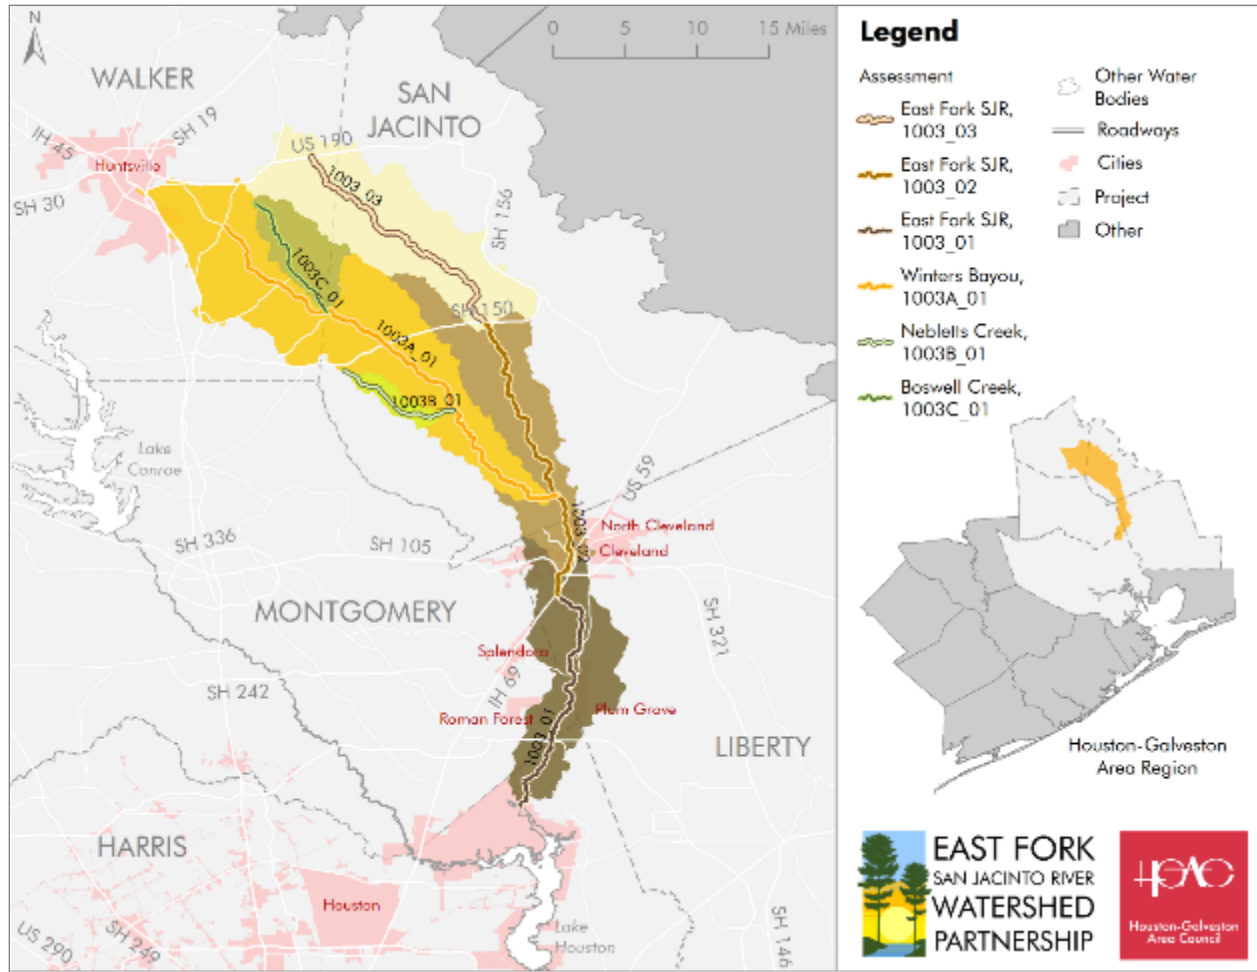 N
0 5 10 15 Miles
WALKER
SAN
JACINTO
IH 45
SH 19
US 190
Huntsville
SH 30
1003_03
SH 156
1003C_01
SH 150
1003A_01
1003B_01
Lake
Conroe
US 59
1003_02
North Cleveland
Cleveland
SH 336
SH 105
MONTGOMERY
SH 321
Splendora
IH 69
SH 242
Roman Forest
Plum Grove
1003_01
LIBERTY
HARRIS
Houston
Lake
Houston
US 290
SH 249
SH 146
Legend
Assessment
East Fork SJR,
1003_03
East Fork SJR,
1003_02
East Fork SJR,
1003_01
Winters Bayou,
1003A_01
Nebletts Creek,
1003B_01
Boswell Creek,
1003C_01
Other Water
Bodies
Roadways
Cities
Project
Other
Houston-Galveston
Area Region
EAST FORK
SAN JACINTO RIVER
WATERSHED
PARTNERSHIP
HGAC
Houston-Galveston
Area Council